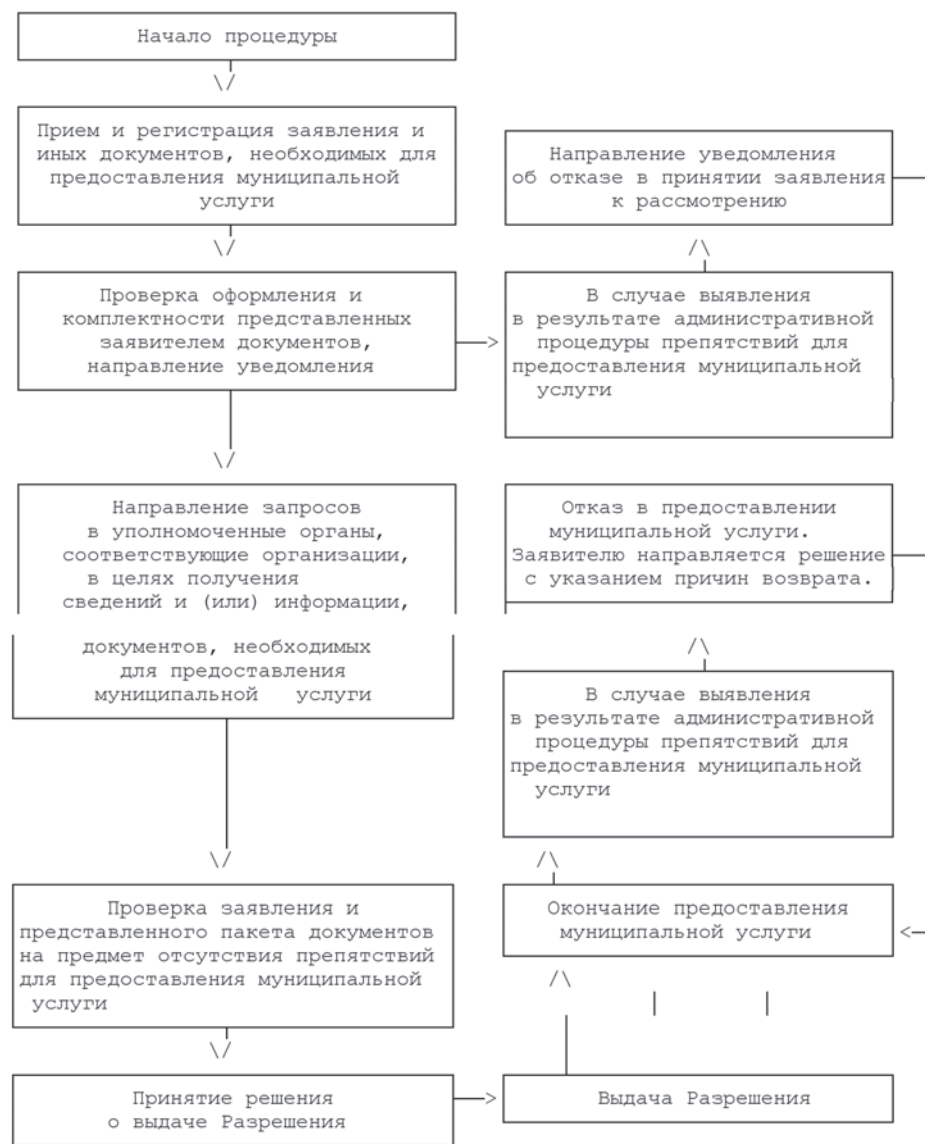 Начало процедуры
Прием и регистрация заявления и
иных документов, необходимых для
предоставления муниципальной
услуги
Направление уведомления
об отказе в принятии заявления
к рассмотрению
Проверка оформления и
комплектности представленных
заявителем документов,
направление уведомления
В случае выявления
в результате административной
процедуры препятствий для
предоставления муниципальной
услуги
Направление запросов
в уполномоченные органы,
соответствующие организации,
в целях получения
сведений и (или) информации,
документов, необходимых
для предоставления
муниципальной услуги
Отказ в предоставлении
муниципальной услуги.
Заявителю направляется решение
с указанием причин возврата.
В случае выявления
в результате административной
процедуры препятствий для
предоставления муниципальной
услуги
Проверка заявления и
представленного пакета документов
на предмет отсутствия препятствий
для предоставления муниципальной
услуги
Окончание предоставления
муниципальной услуги
Принятие решения
о выдаче Разрешения
Выдача Разрешения